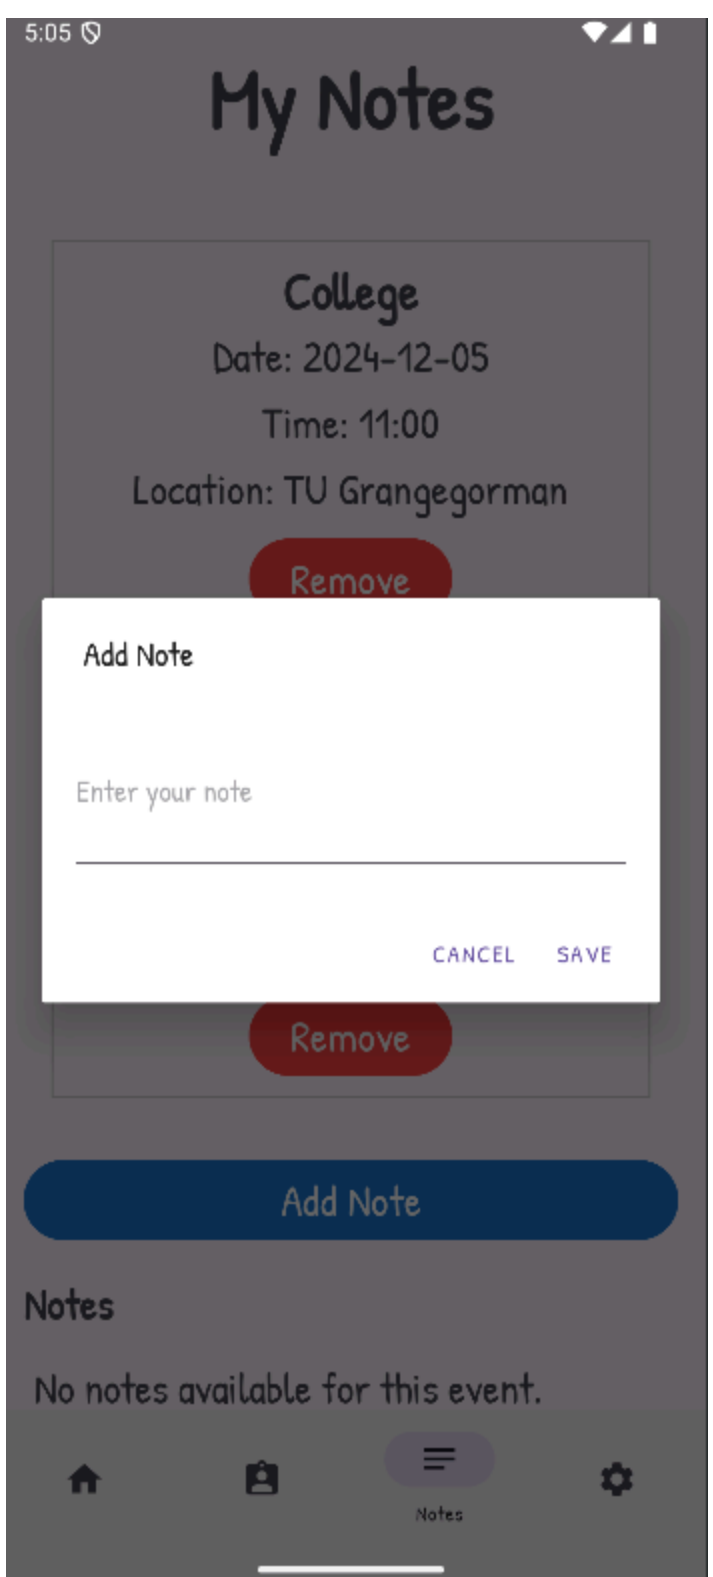 5:05
My Notes
College
Date: 2024-12-05
Time: 11:00
Location: TU Grangegorman
Remove
Add Note
Enter your note
CANCEL SAVE
Remove
Add Note
Notes
No notes available for this event.
Notes